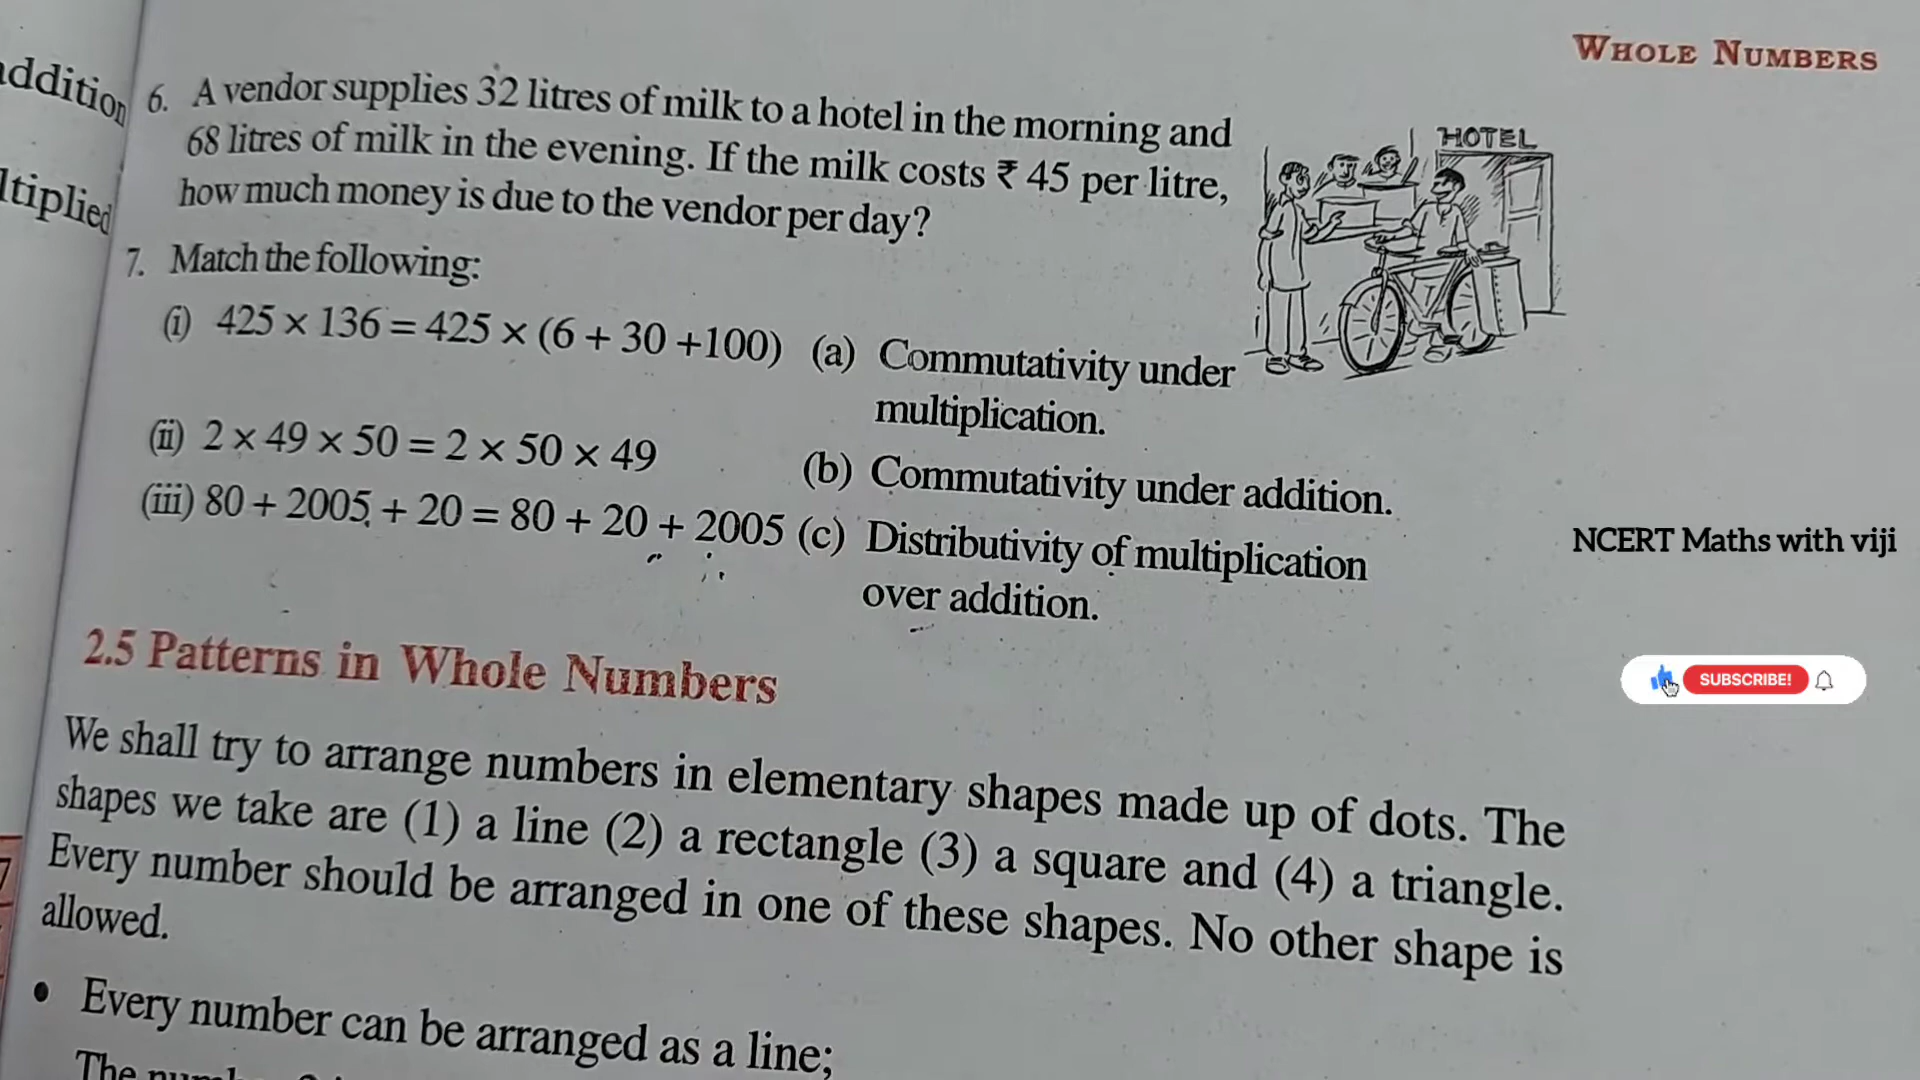 WHOLE NUMBERS
addition
ltiplied
6. A vendor supplies 32 litres of milk to a hotel in the morning and
68 litres of milk in the evening. If the milk costs ₹ 45 per litre,
how much money is due to the vendor per day?
HOTEL
7. Match the following:
(i) 425 × 136 = 425 × (6 + 30 +100) (a) Commutativity under
multiplication.
(ii) 2 × 49 × 50 = 2 × 50 × 49 (b) Commutativity under addition.
(iii) 80 + 2005 + 20 = 80 + 20 + 2005 (c) Distributivity of multiplication
over addition.
NCERT Maths with viji
SUBSCRIBE!
2.5 Patterns in Whole Numbers
We shall try to arrange numbers in elementary shapes made up of dots. The
shapes we take are (1) a line (2) a rectangle (3) a square and (4) a triangle.
Every number should be arranged in one of these shapes. No other shape is
allowed.
• Every number can be arranged as a line;
The